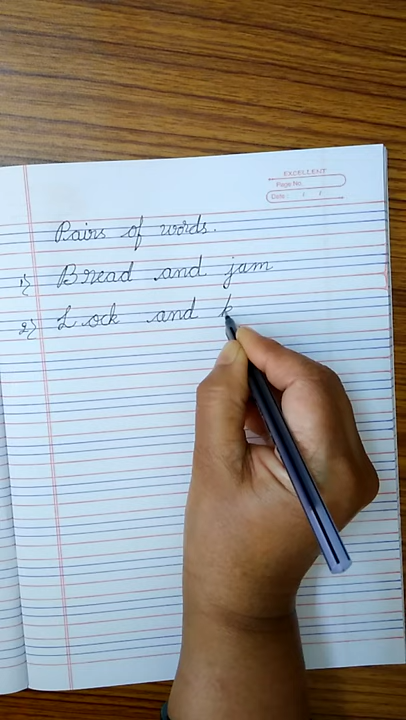 EXCELLENT
Page No.
Date: / /
Pairs of words.
1) Bread and jam
2) Lock and k